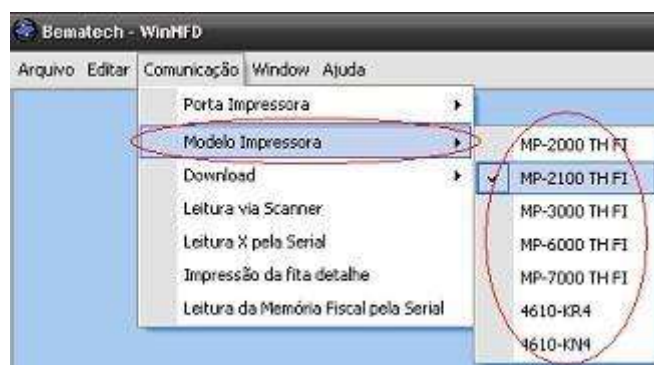 Bematech - WinMFD
Arquivo Editar Comunicação Window Ajuda
Porta Impressora
Modelo Impressora
Download
Leitura via Scanner
Leitura X pela Serial
Impressão da fita detalhe
Leitura da Memória Fiscal pela Serial
MP-2000 TH FI
MP-2100 TH FI
MP-3000 TH FI
MP-6000 TH FI
MP-7000 TH FI
4610-KR4
4610-KN4